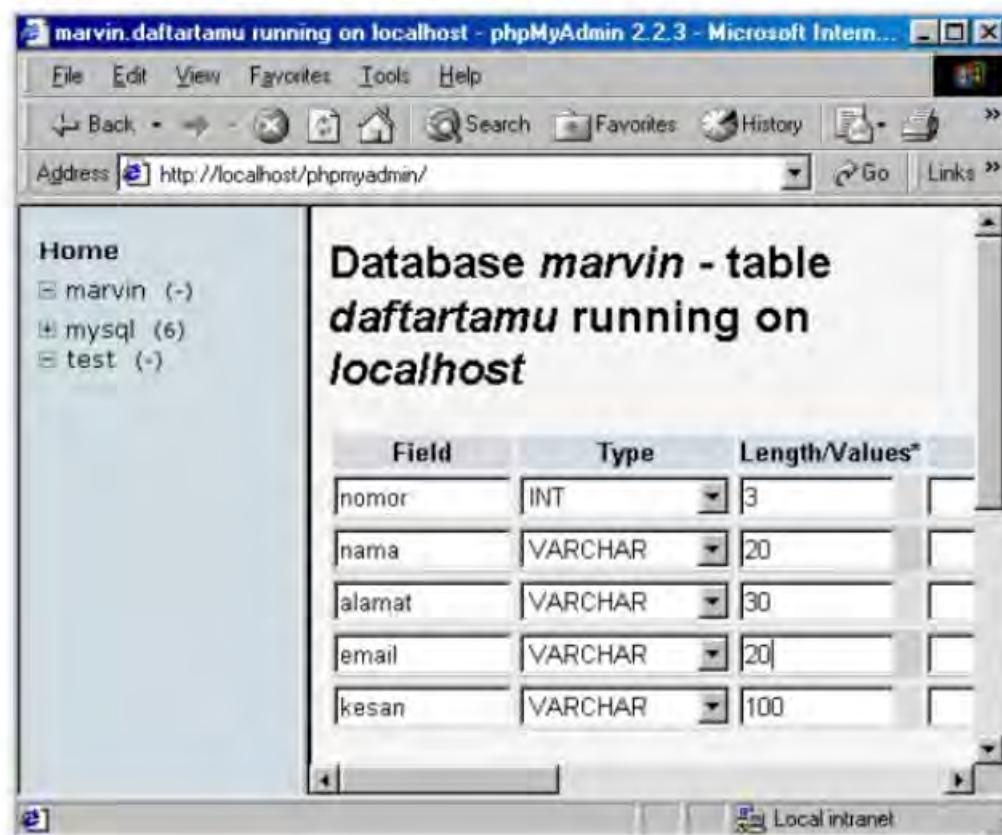 marvin.daftartamu running on localhost - phpMyAdmin 2.2.3 - Microsoft Intern...
File Edit View Favorites Tools Help
Back Search Favorites History »
Address http://localhost/phpmyadmin/ Go Links »
Home
marvin (-)
mysql (6)
test (-)
Database marvin - table
daftartamu running on
localhost
Field Type Length/Values*
nomor INT 3
nama VARCHAR 20
alamat VARCHAR 30
email VARCHAR 20
kesan VARCHAR 100
Local intranet